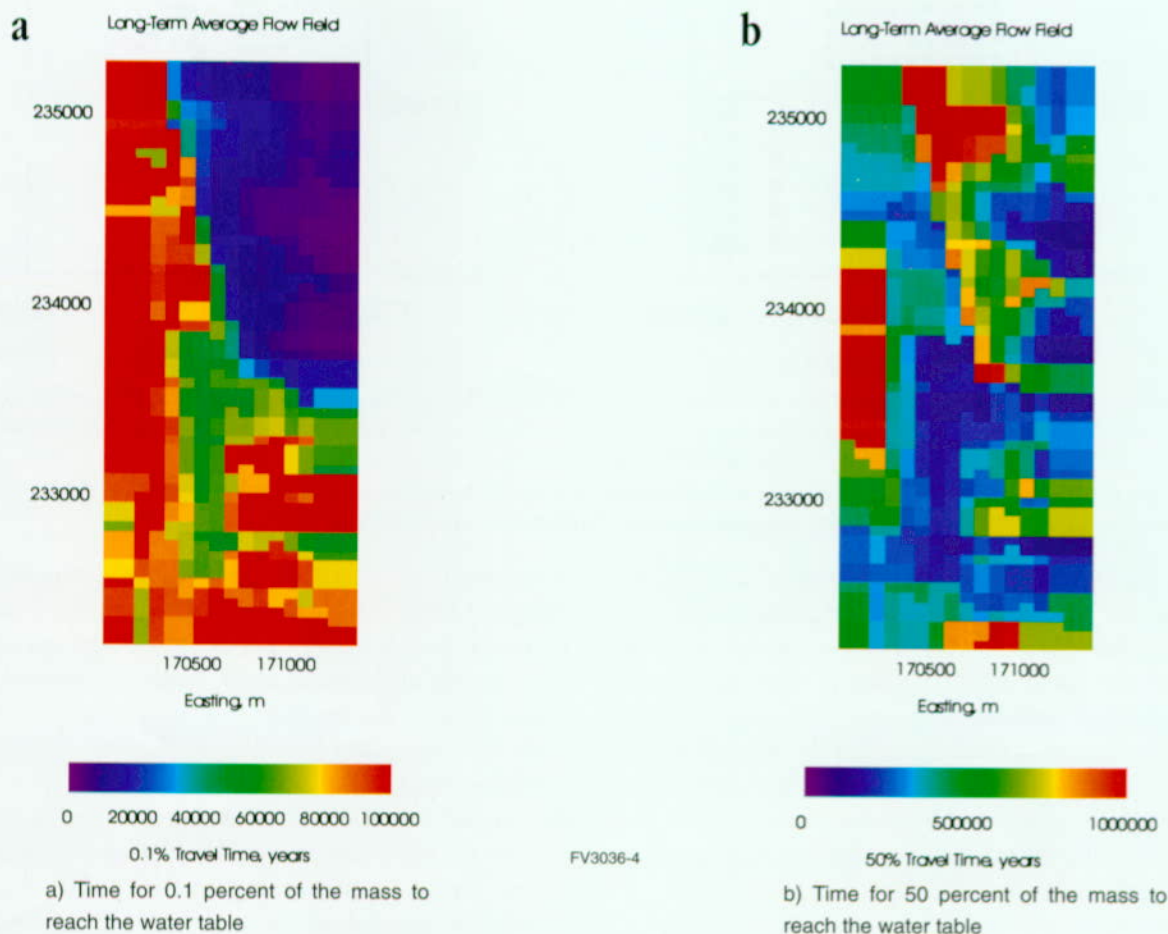 a
Long-Term Average Flow Field
235000
234000
233000
170500 171000
Easting, m
0 20000 40000 60000 80000 100000
0.1% Travel Time, years
a) Time for 0.1 percent of the mass to
reach the water table
FV3036-4
b
Long-Term Average Flow Field
235000
234000
233000
170500 171000
Easting, m
0 500000 1000000
50% Travel Time, years
b) Time for 50 percent of the mass to
reach the water table